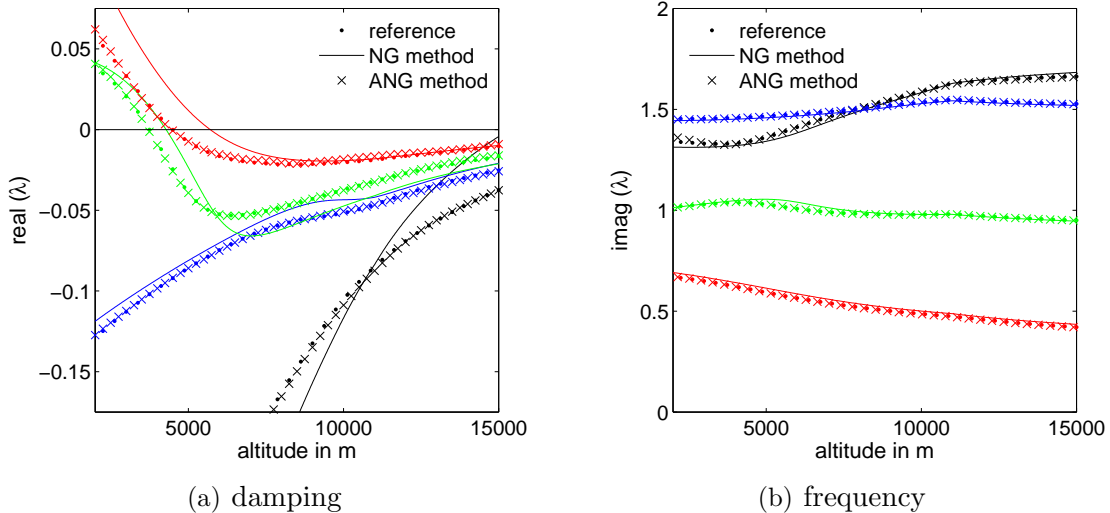 0.05
0
−0.05
−0.1
−0.15
real (λ)
reference
NG method
ANG method
5000
10000
15000
altitude in m
(a) damping
2
1.5
1
0.5
0
imag (λ)
reference
NG method
ANG method
5000
10000
15000
altitude in m
(b) frequency